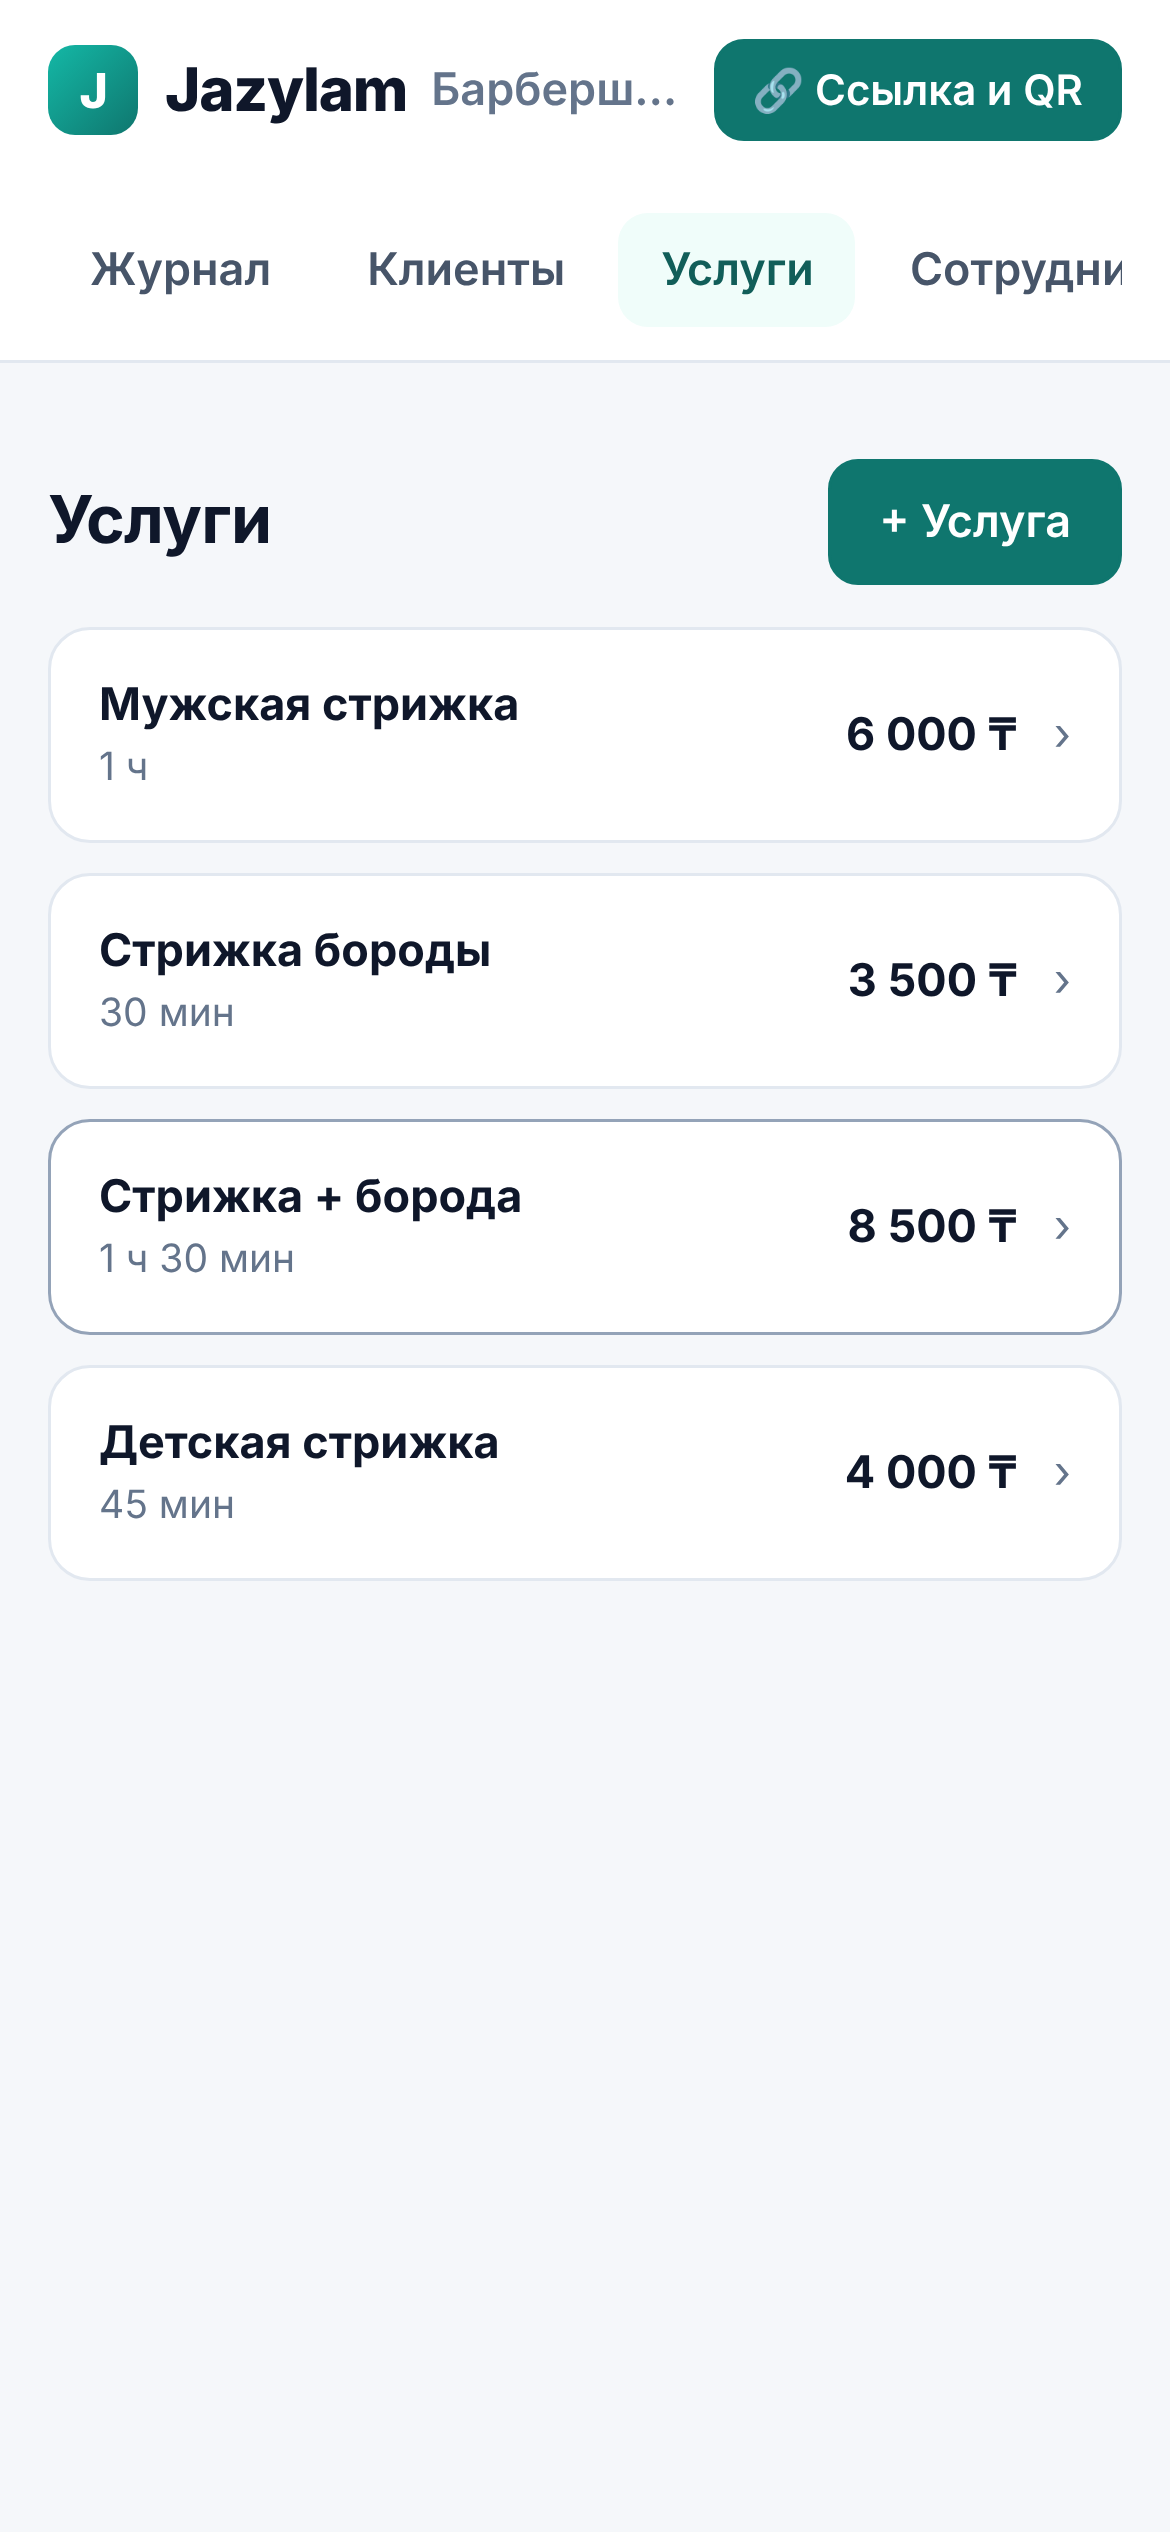 J Jazylam Барберш... 🔗 Ссылка и QR
Журнал Клиенты Услуги Сотрудни
Услуги + Услуга
Мужская стрижка
1 ч
6 000 ₸ ›
Стрижка бороды
30 мин
3 500 ₸ ›
Стрижка + борода
1 ч 30 мин
8 500 ₸ ›
Детская стрижка
45 мин
4 000 ₸ ›